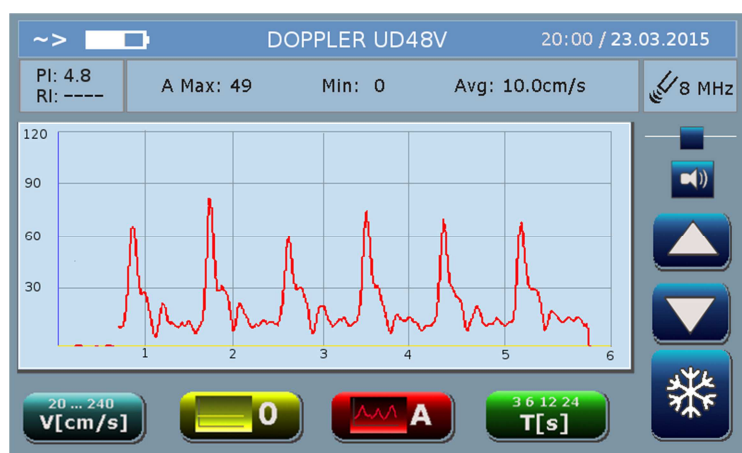 ~> DOPPLER UD48V 20:00 / 23.03.2015
PI: 4.8
RI: ----
A Max: 49 Min: 0 Avg: 10.0cm/s
8 MHz
120
90
60
30
1 2 3 4 5 6
20 ... 240
V[cm/s]
0
A
3 6 12 24
T[s]